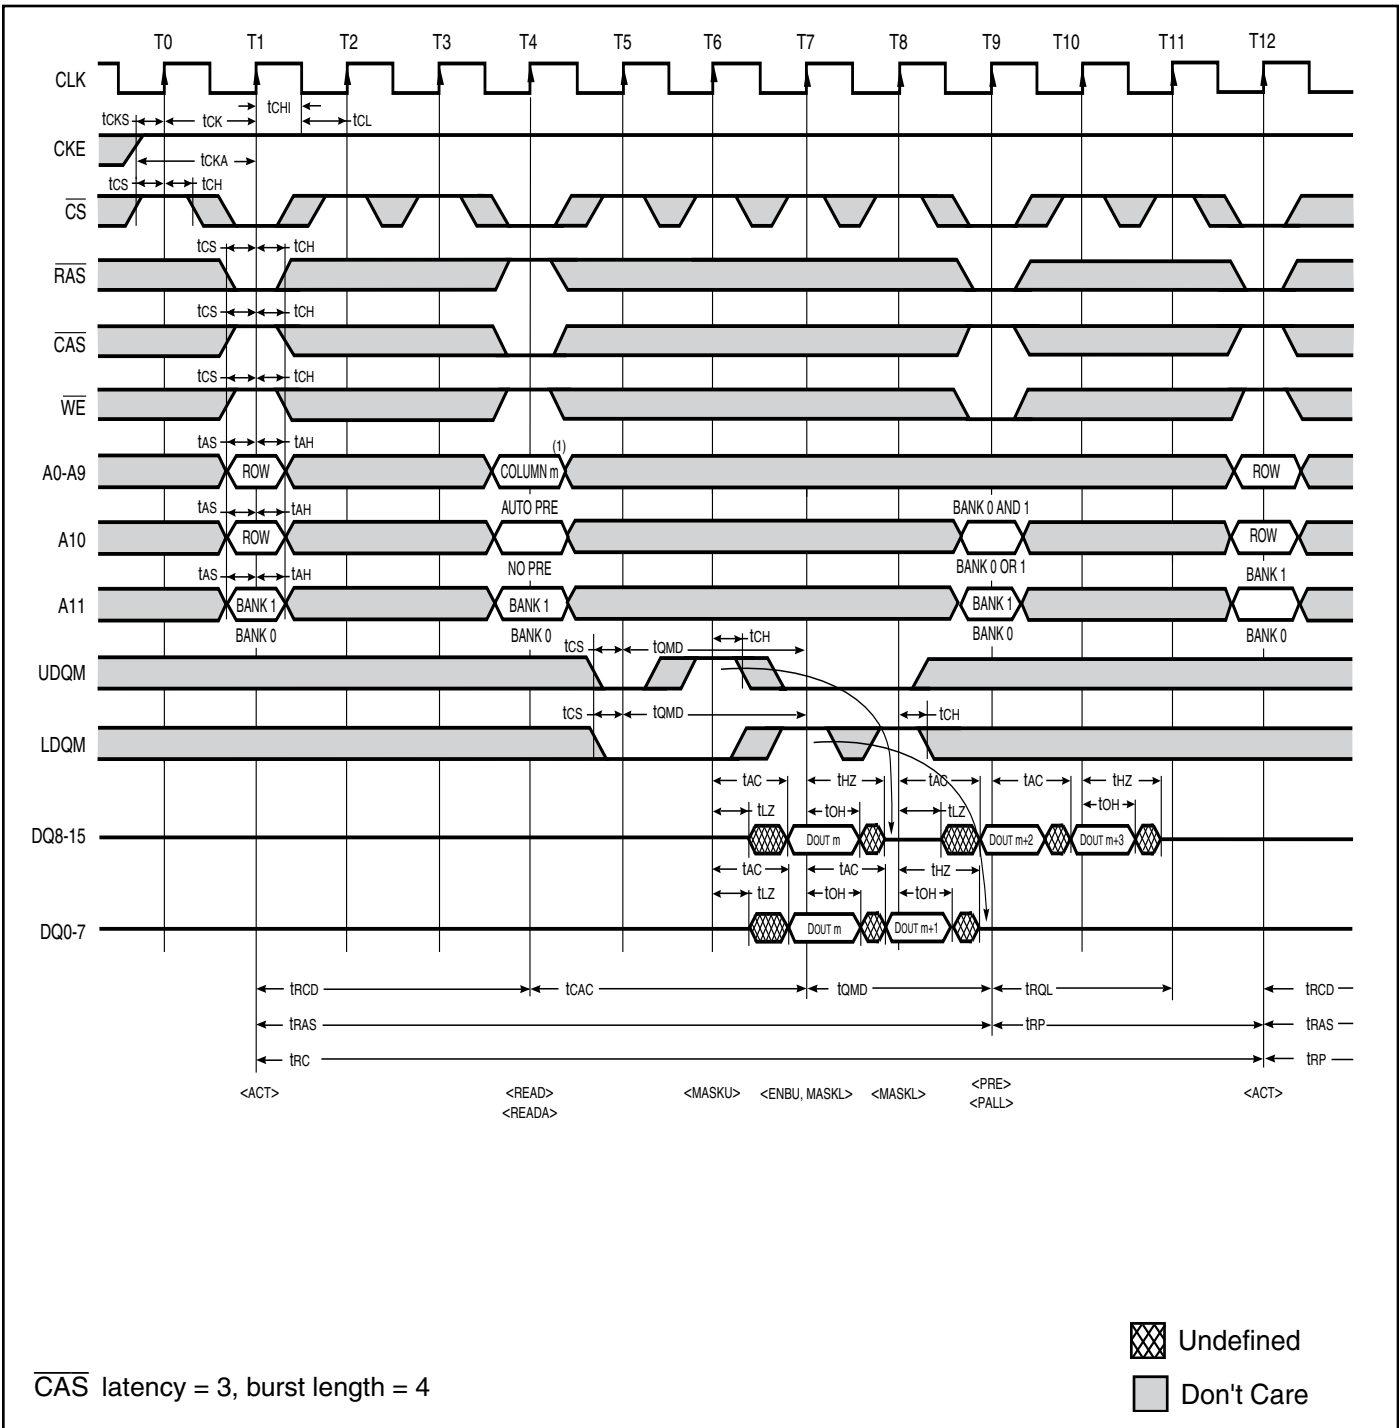 T0 T1 T2 T3 T4 T5 T6 T7 T8 T9 T10 T11 T12
CLK
tCHI
tCKS tCK tCL
CKE
tCKA
tCS tCH
CS
tCS tCH
RAS
tCS tCH
CAS
tCS tCH
WE
tAS tAH (1)
A0-A9 ROW COLUMN m ROW
tAS tAH AUTO PRE BANK 0 AND 1
A10 ROW ROW
NO PRE BANK 0 OR 1 BANK 1
tAS tAH
A11 BANK 1 BANK 1 BANK 1
BANK 0 BANK 0 BANK 0 BANK 0
tCS tQMD tCH
UDQM
tCS tQMD tCH
LDQM
tAC tHZ tAC tAC tHZ
tLZ tOH tLZ tOH
DQ8-15 DOUT m DOUT m+2 DOUT m+3
tAC tAC tHZ
tLZ tOH tOH
DQ0-7 DOUT m DOUT m+1
tRCD tCAC tQMD tRQL tRCD
tRAS tRP tRAS
tRC tRP
<ACT> <READ> <MASKU> <ENBU, MASKL> <MASKL> <PRE> <ACT>
<READA> <PALL>
Undefined
CAS latency = 3, burst length = 4
Don't Care